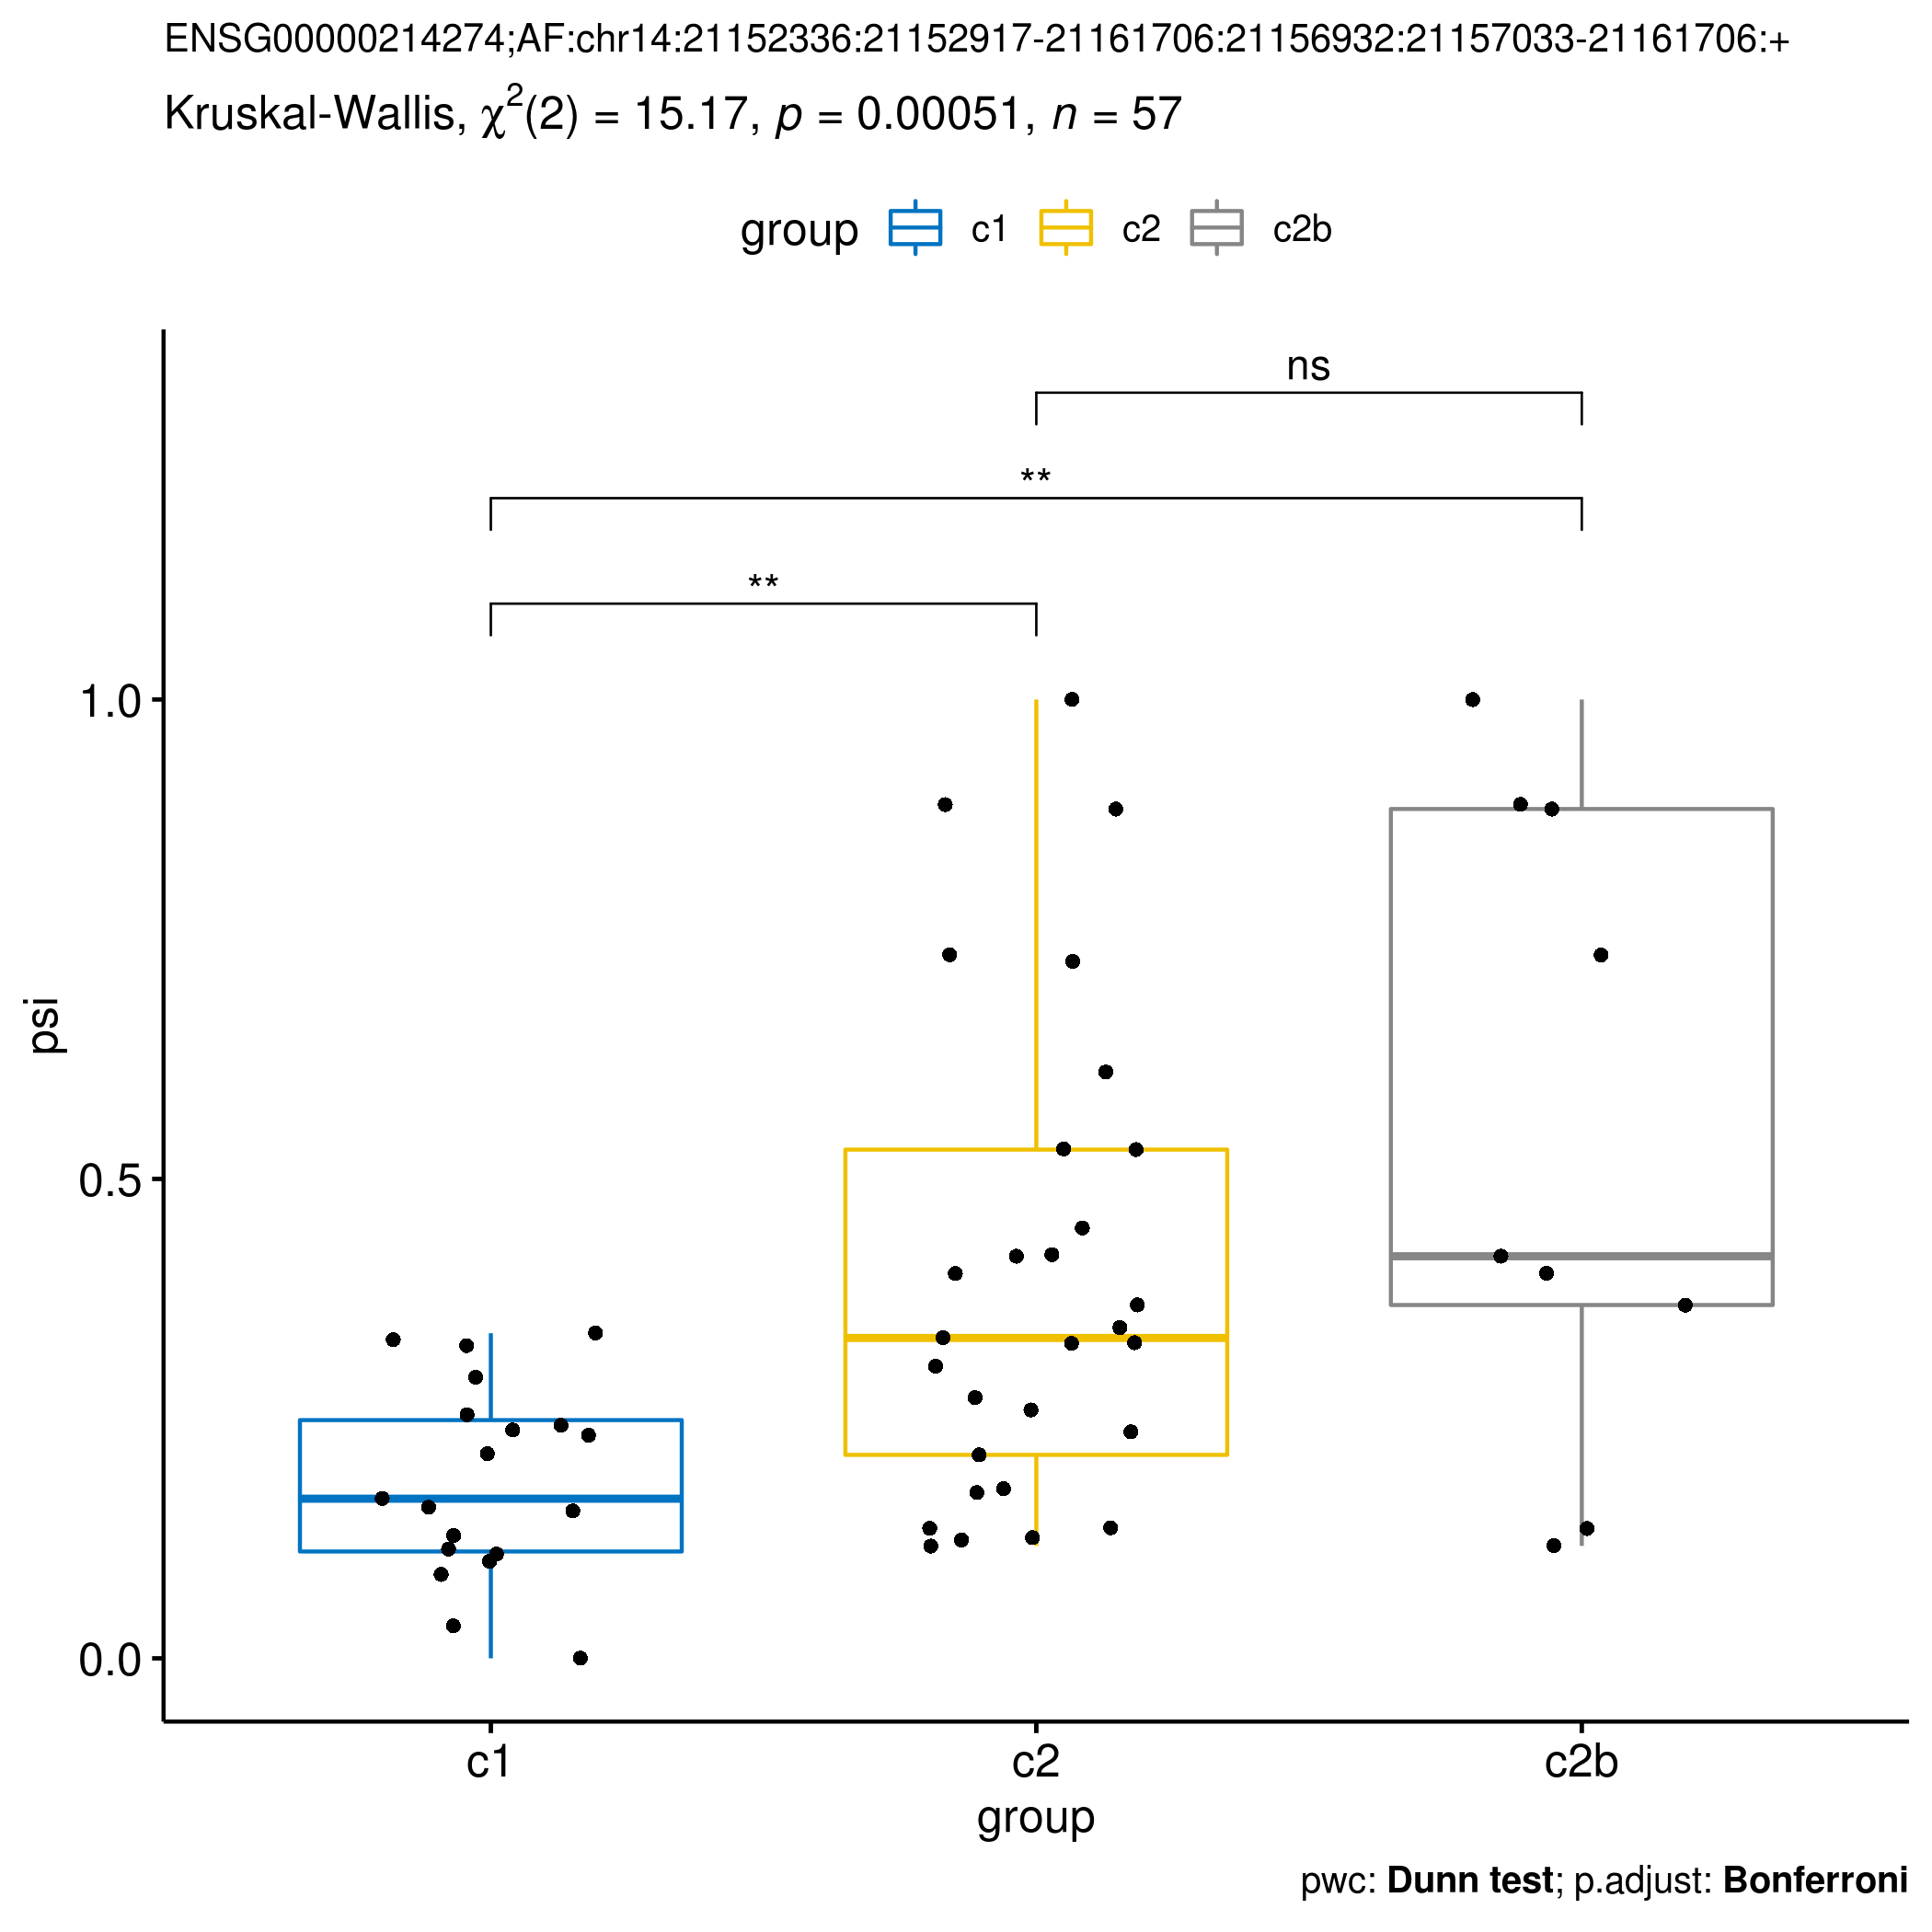 ENSG00000214274;AF:chr14:21152336:21152917-21161706:21156932:21157033-21161706:+
Kruskal-Wallis, χ²(2) = 15.17, p = 0.00051, n = 57
group c1 c2 c2b
ns
**
**
1.0
0.5
0.0
psi
c1 c2 c2b
group
pwc: Dunn test; p.adjust: Bonferroni